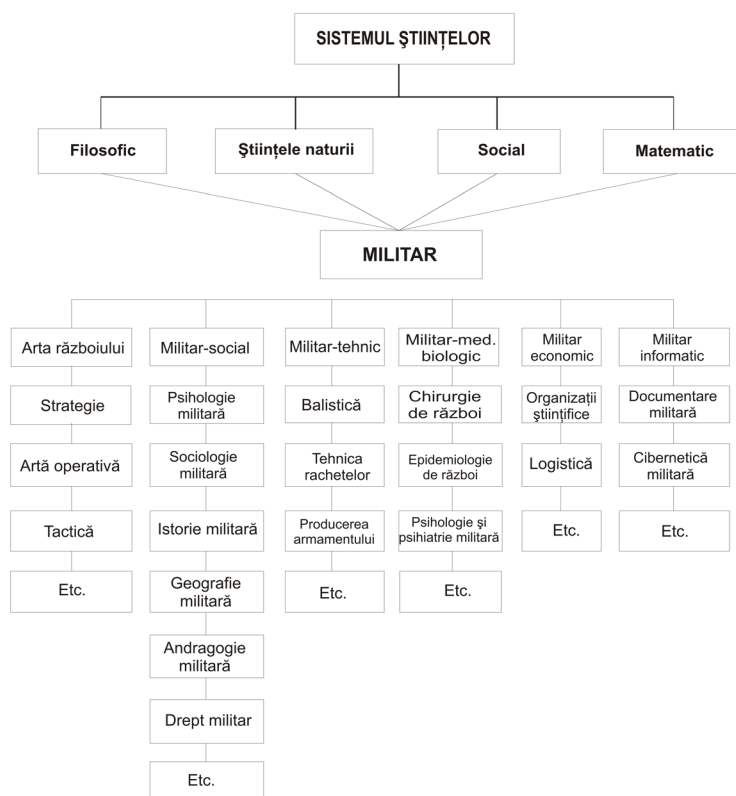 SISTEMUL ŞTIINȚELOR
Filosofic
Ştiințele naturii
Social
Matematic
MILITAR
Arta războiului
Strategie
Artă operativă
Tactică
Etc.
Militar-social
Psihologie
militară
Sociologie
militară
Istorie militară
Geografie
militară
Andragogie
militară
Drept militar
Etc.
Militar-tehnic
Balistică
Tehnica
rachetelor
Producerea
armamentului
Etc.
Militar-med.
biologic
Chirurgie
de război
Epidemiologie
de război
Psihologie și
psihiatrie militară
Etc.
Militar
economic
Organizații
științifice
Logistică
Etc.
Militar
informatic
Documentare
militară
Cibernetică
militară
Etc.